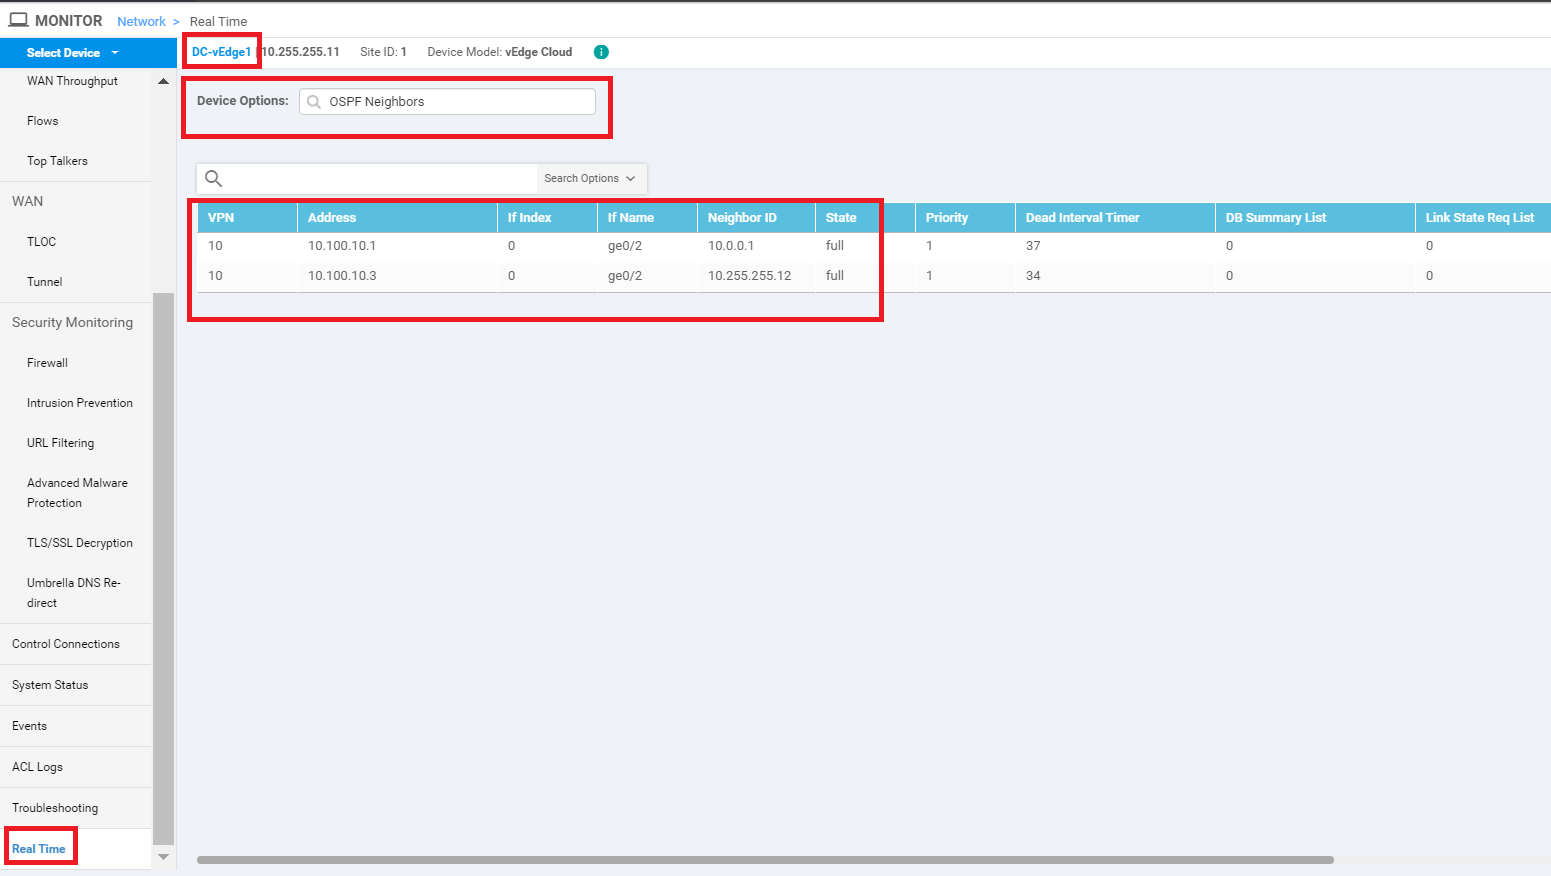 MONITOR Network > Real Time
Select Device
DC-vEdge1 | 10.255.255.11 Site ID: 1 Device Model: vEdge Cloud i
WAN Throughput
Flows
Top Talkers
WAN
TLOC
Tunnel
Security Monitoring
Firewall
Intrusion Prevention
URL Filtering
Advanced Malware
Protection
TLS/SSL Decryption
Umbrella DNS Re-
direct
Control Connections
System Status
Events
ACL Logs
Troubleshooting
Real Time
Device Options: OSPF Neighbors
Search Options
VPN Address If Index If Name Neighbor ID State Priority Dead Interval Timer DB Summary List Link State Req List
10 10.100.10.1 0 ge0/2 10.0.0.1 full 1 37 0 0
10 10.100.10.3 0 ge0/2 10.255.255.12 full 1 34 0 0